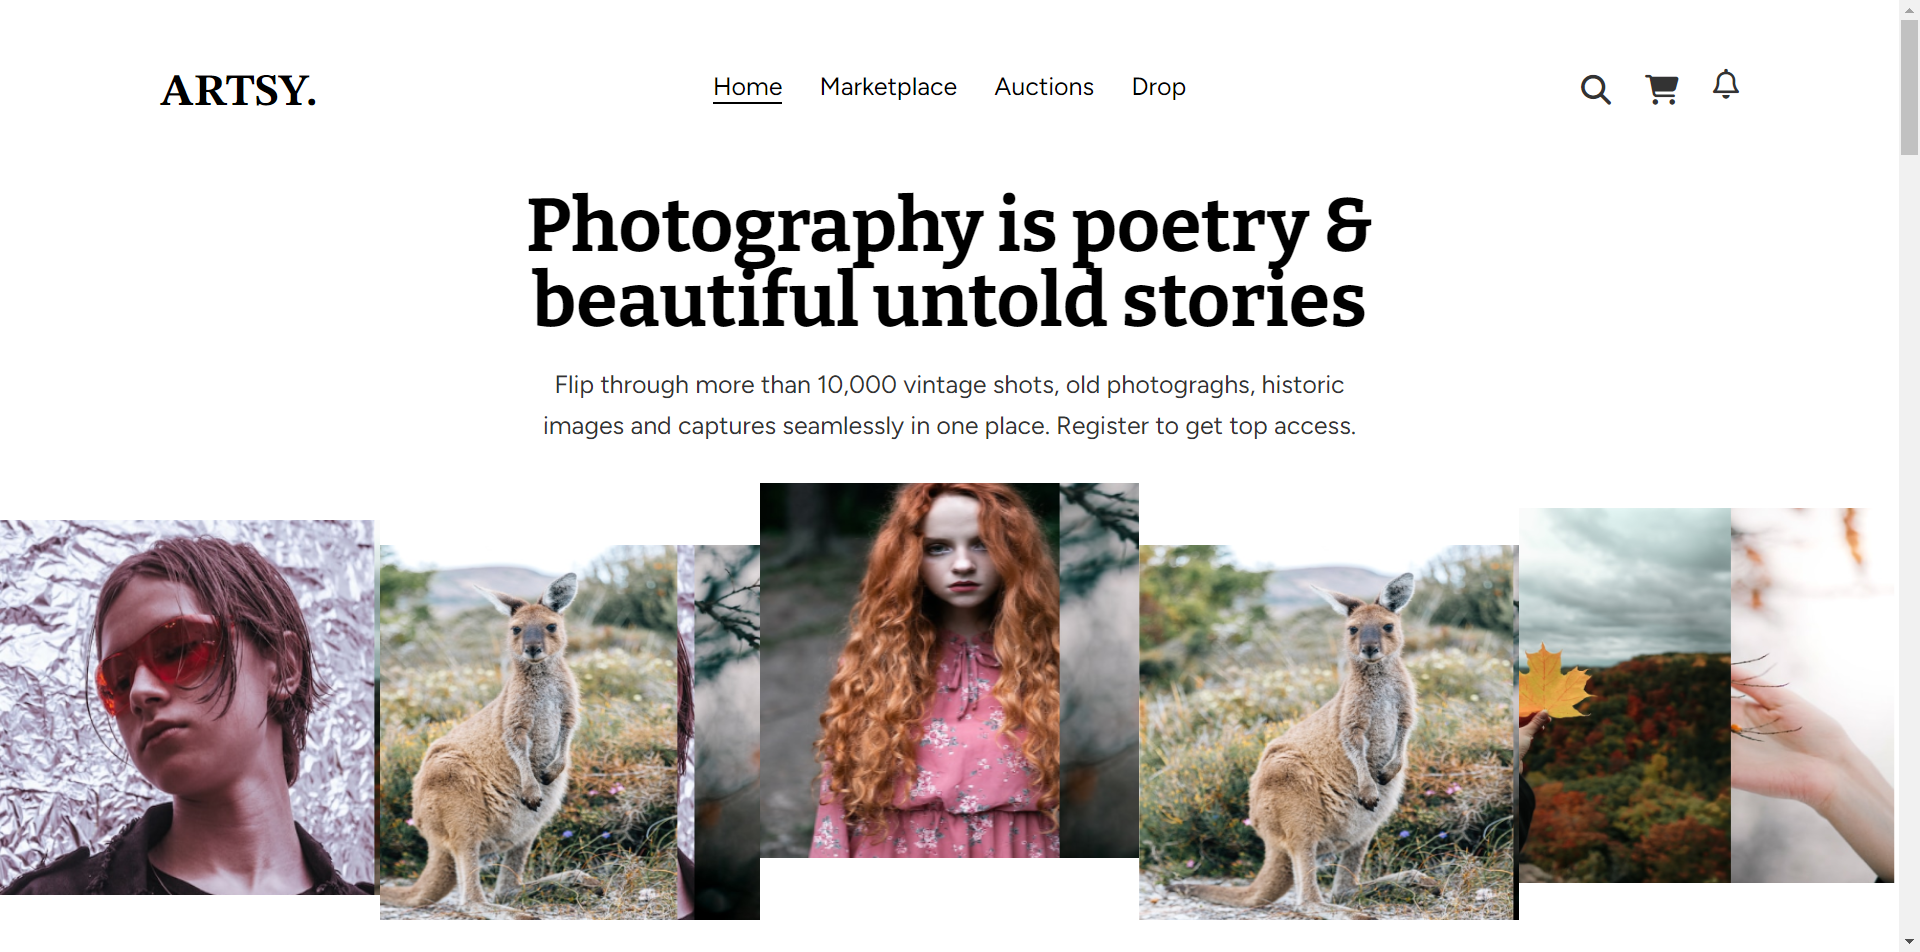 ARTSY.
Home Marketplace Auctions Drop
Photography is poetry &
beautiful untold stories
Flip through more than 10,000 vintage shots, old photograghs, historic
images and captures seamlessly in one place. Register to get top access.